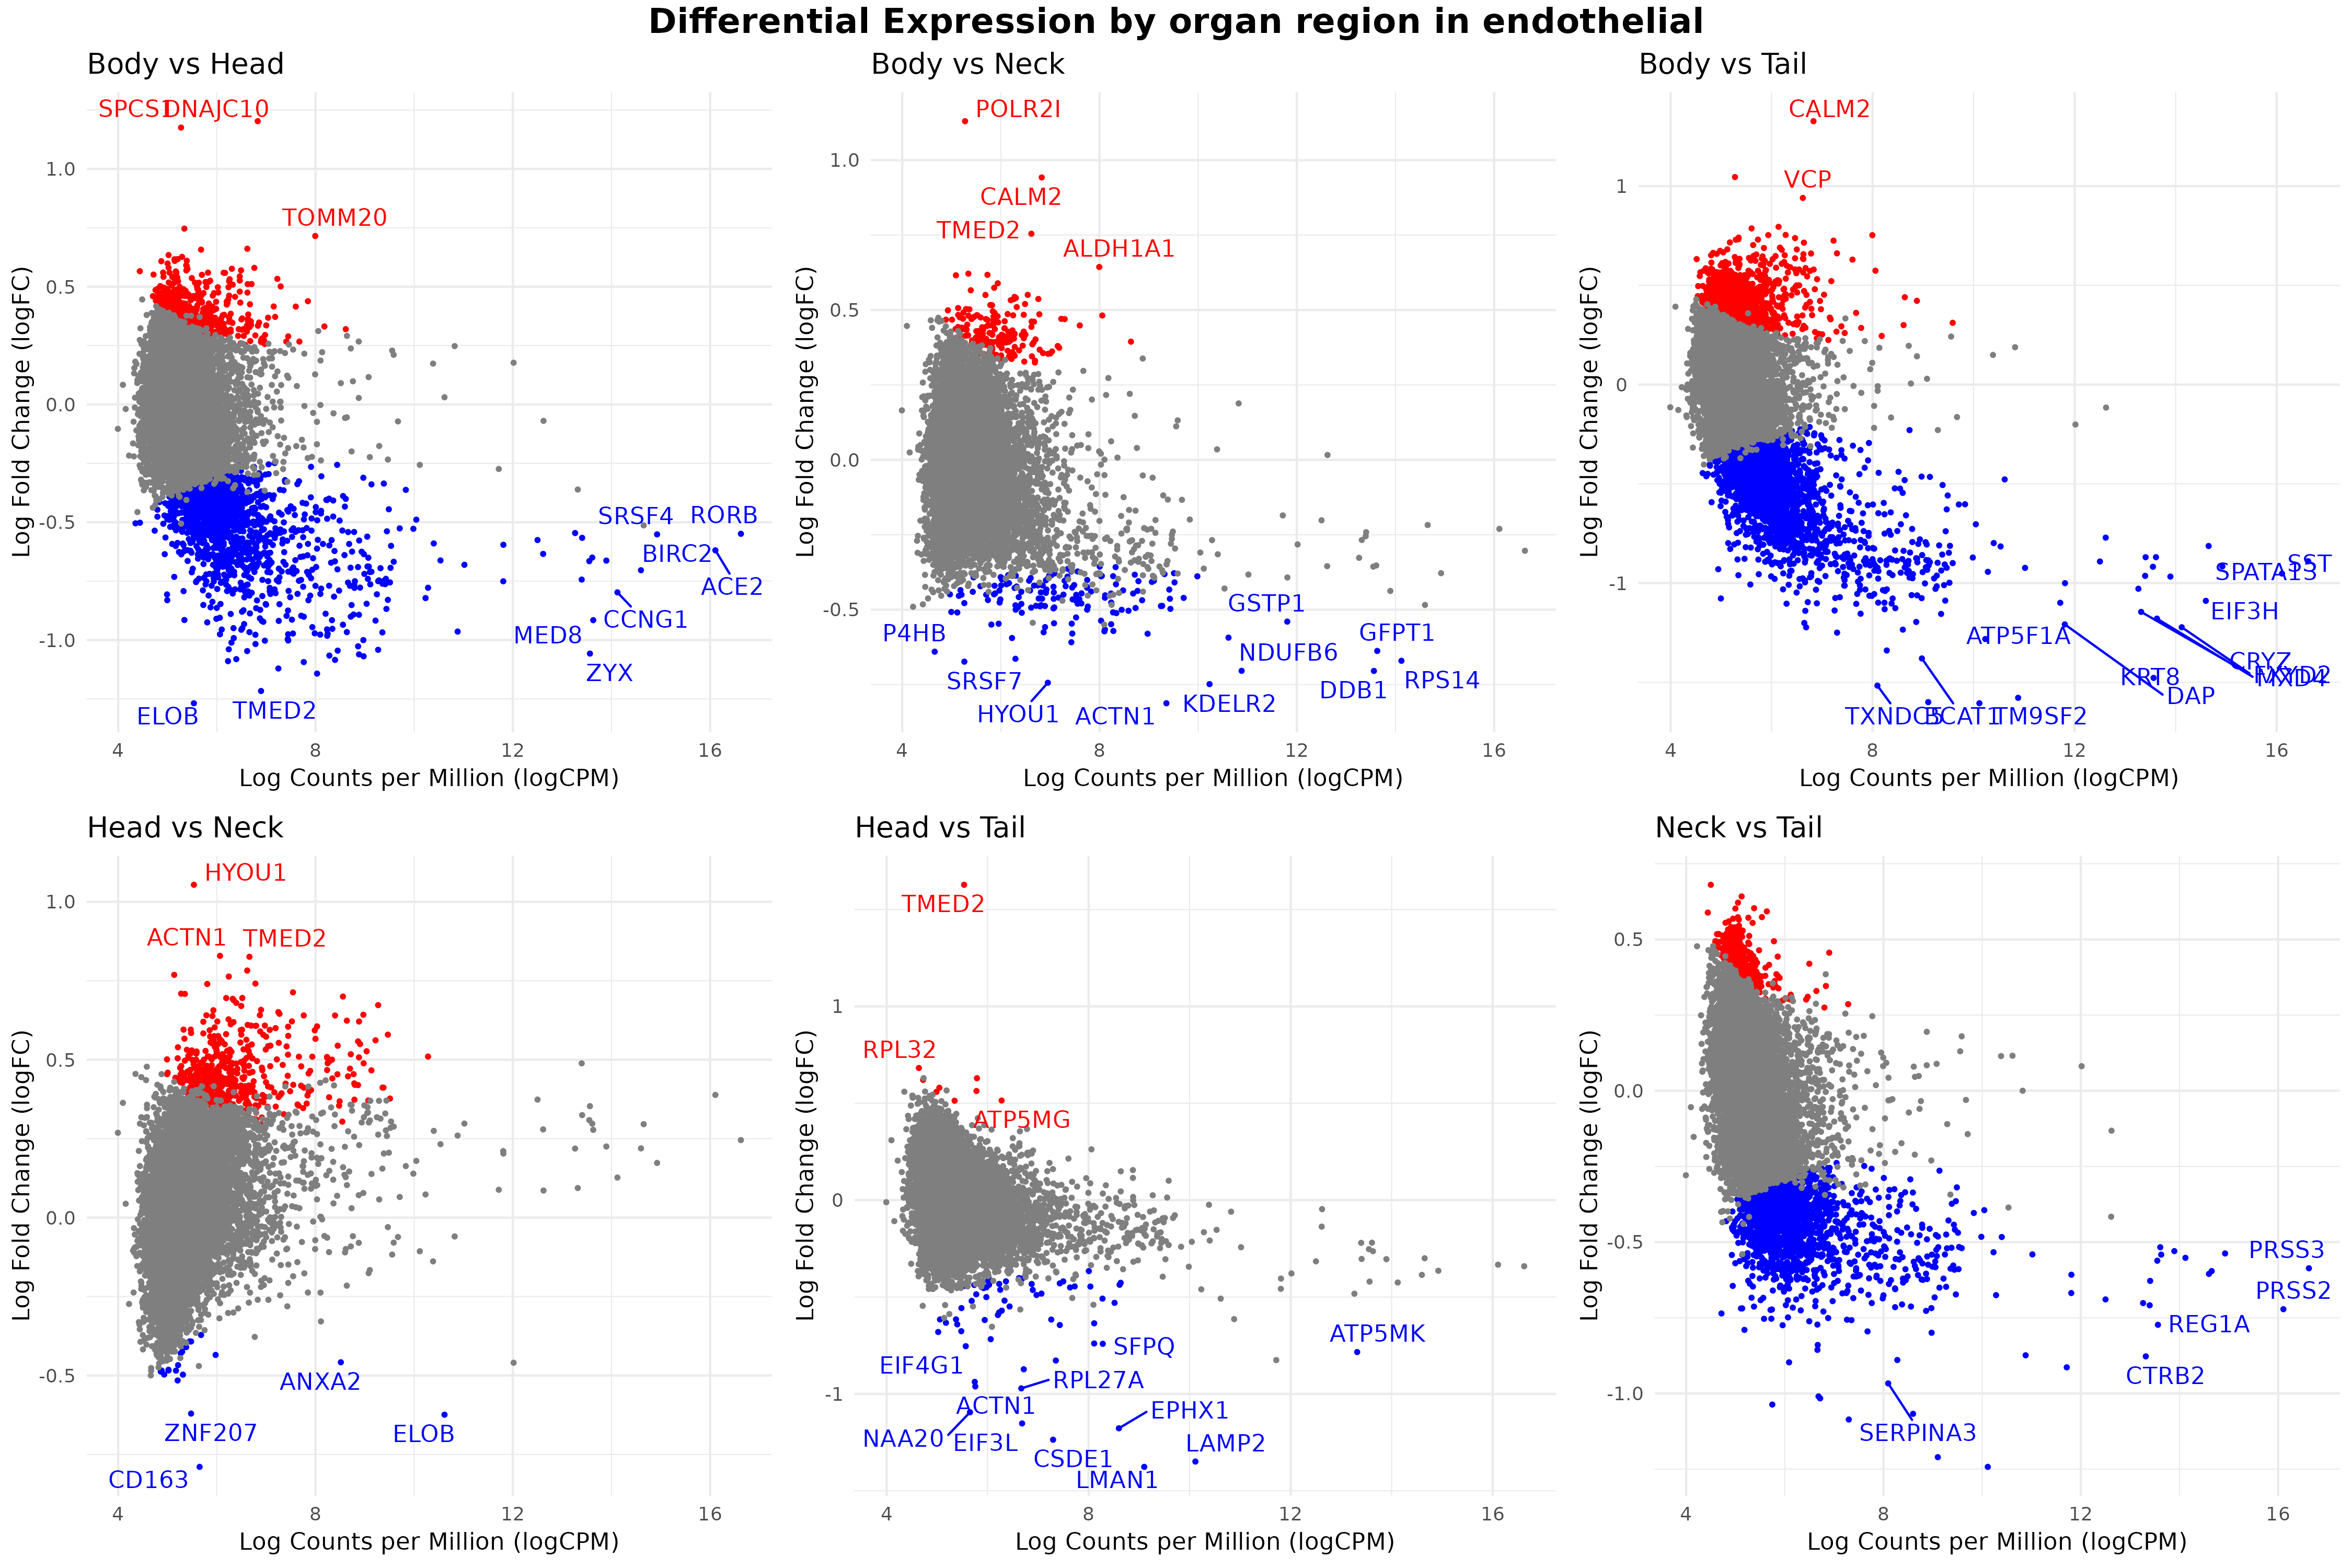 Differential Expression by organ region in endothelial
Body vs Head
SPCS1
DNAJC10
TOMM20
SRSF4
RORB
BIRC2
ACE2
CCNG1
MED8
ZYX
ELOB
TMED2
1.0
0.5
0.0
-0.5
-1.0
4
8
12
16
Log Fold Change (logFC)
Log Counts per Million (logCPM)
Body vs Neck
POLR2I
CALM2
TMED2
ALDH1A1
GSTP1
P4HB
GFPT1
NDUFB6
SRSF7
DDB1
RPS14
HYOU1
ACTN1
KDELR2
1.0
0.5
0.0
-0.5
4
8
12
16
Log Fold Change (logFC)
Log Counts per Million (logCPM)
Body vs Tail
CALM2
VCP
SST
SPATA13
EIF3H
ATP5F1A
CRYZ
FXYD2
MXD4
KRT8
DAP
TXNDC5
BCAT1
TM9SF2
1
0
-1
4
8
12
16
Log Fold Change (logFC)
Log Counts per Million (logCPM)
Head vs Neck
HYOU1
ACTN1
TMED2
ANXA2
ZNF207
ELOB
CD163
1.0
0.5
0.0
-0.5
4
8
12
16
Log Fold Change (logFC)
Log Counts per Million (logCPM)
Head vs Tail
TMED2
RPL32
ATP5MG
ATP5MK
SFPQ
EIF4G1
RPL27A
ACTN1
EPHX1
NAA20
EIF3L
LAMP2
CSDE1
LMAN1
1
0
-1
4
8
12
16
Log Fold Change (logFC)
Log Counts per Million (logCPM)
Neck vs Tail
PRSS3
PRSS2
REG1A
CTRB2
SERPINA3
0.5
0.0
-0.5
-1.0
4
8
12
16
Log Fold Change (logFC)
Log Counts per Million (logCPM)